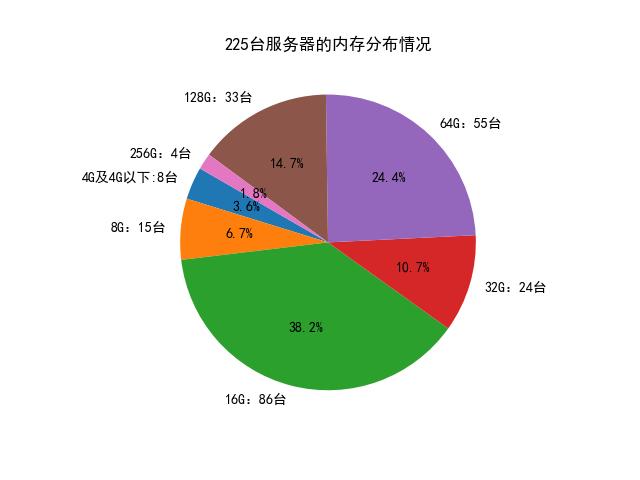 225台服务器的内存分布情况
128G: 33台
64G: 55台
256G: 4台
4G及4G以下:8台
8G: 15台
32G: 24台
16G: 86台
14.7%
24.4%
1.8%
3.6%
6.7%
10.7%
38.2%